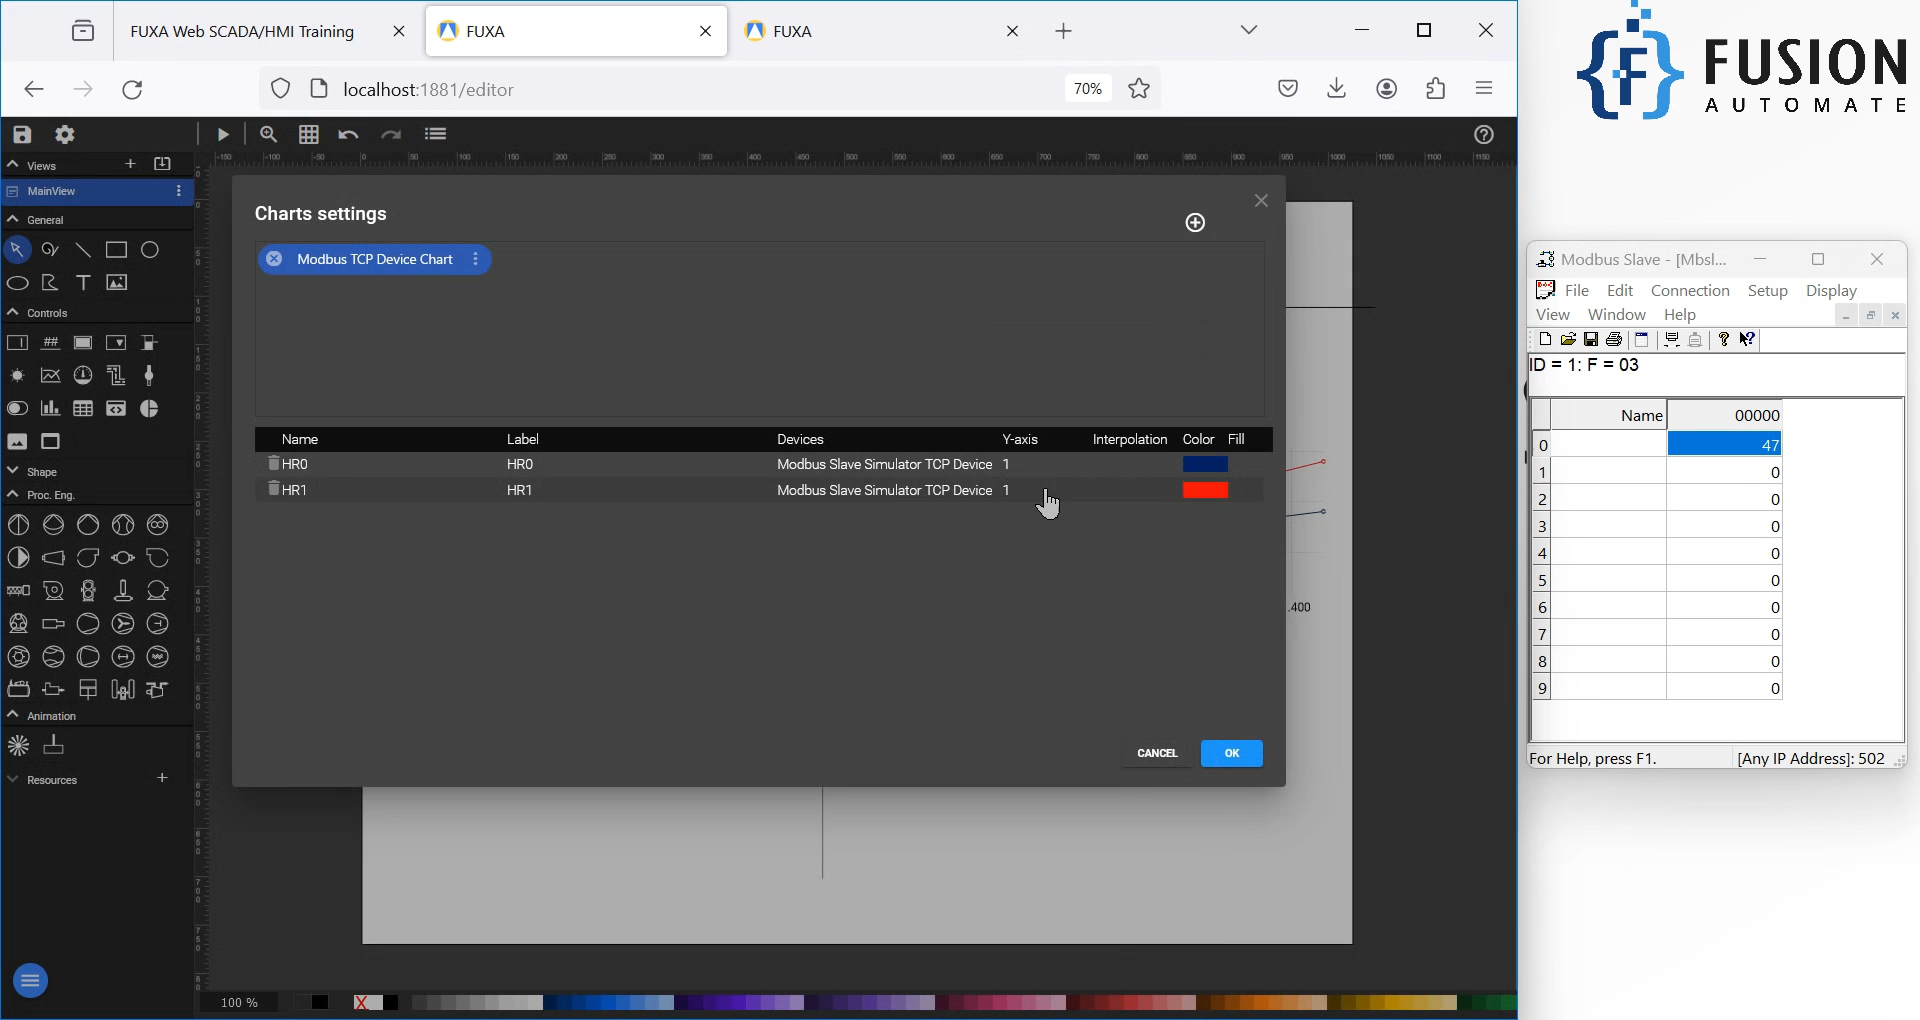 FUXA Web SCADA/HMI Training
FUXA
FUXA
localhost:1881/editor
70%
FUSION
AUTOMATE
Views
MainView
General
Controls
Shape
Proc. Eng.
Animation
Resources
Charts settings
Modbus TCP Device Chart
Name Label Devices Y-axis Interpolation Color Fill
HR0 HR0 Modbus Slave Simulator TCP Device 1
HR1 HR1 Modbus Slave Simulator TCP Device 1
CANCEL OK
.400
100 %
Modbus Slave - [Mbsl...
File Edit Connection Setup Display
View Window Help
ID = 1: F = 03
Name 00000
0 47
1 0
2 0
3 0
4 0
5 0
6 0
7 0
8 0
9 0
For Help, press F1. [Any IP Address]: 502